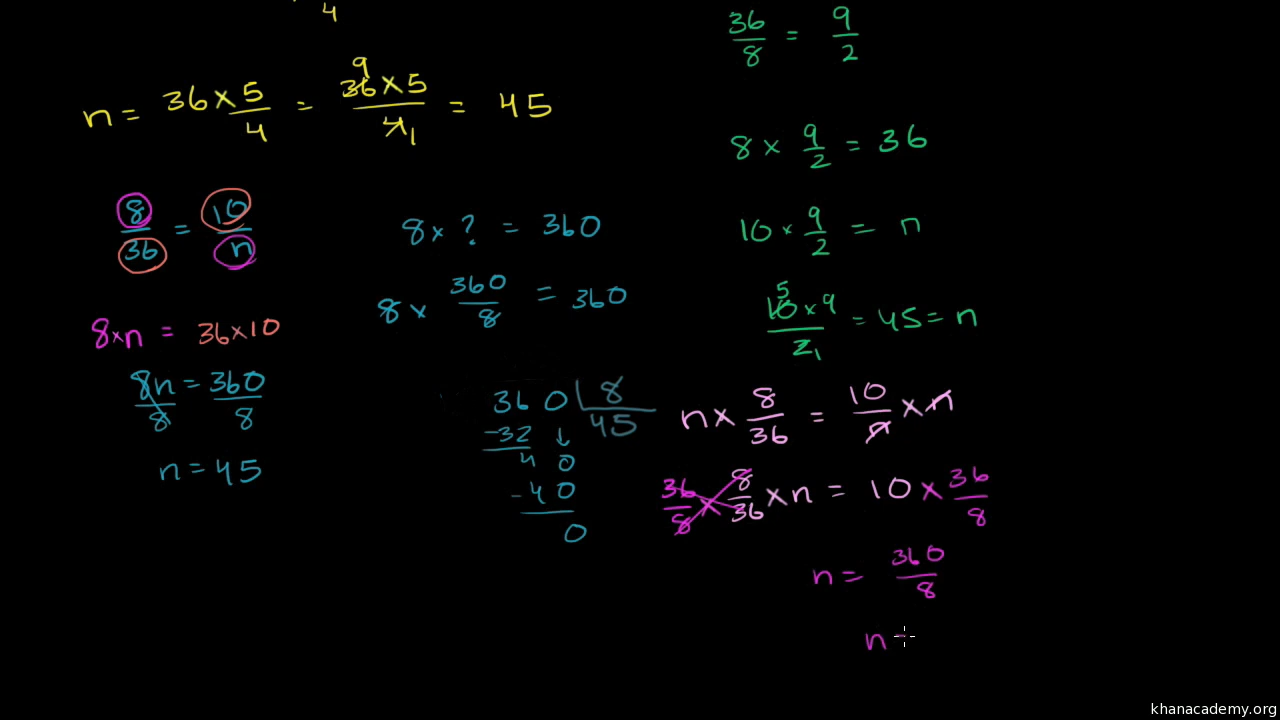 4
n = 36 × 5/4 = 9 36 × 5 / 4 1 = 45
8/36 = 10/n
8×n = 36×10
8n/8 = 360/8
n = 45
8 × ? = 360
8 × 360/8 = 360
360 8
-32 45
4 0
-40
0
36/8 = 9/2
8 × 9/2 = 36
10 × 9/2 = n
5 10 × 9 / 2 1 = 45 = n
n × 8/36 = 10/n × n
36/8 × 8/36 × n = 10 × 36/8
n = 360/8
n =
khanacademy.org